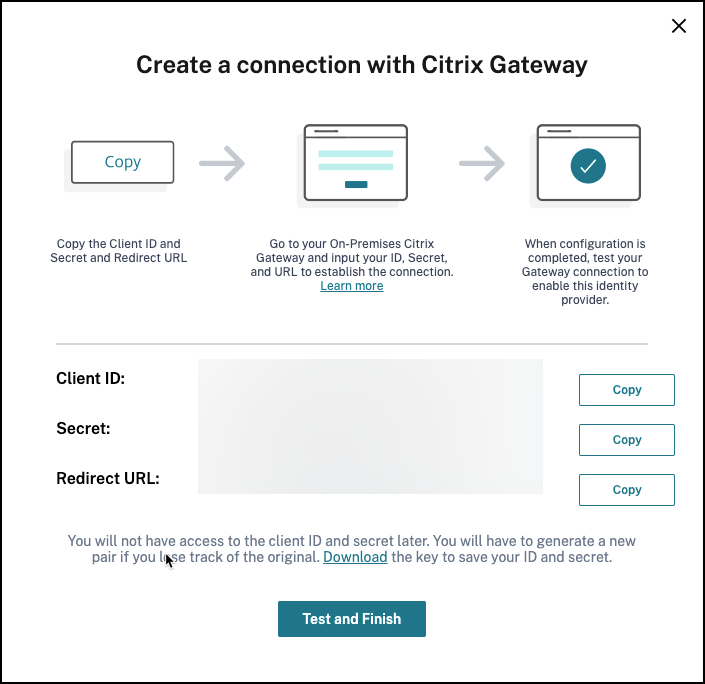 Create a connection with Citrix Gateway
Copy
Copy the Client ID and
Secret and Redirect URL
Go to your On-Premises Citrix
Gateway and input your ID, Secret,
and URL to establish the connection.
Learn more
When configuration is
completed, test your
Gateway connection to
enable this identity
provider.
Client ID:
Copy
Secret:
Copy
Redirect URL:
Copy
You will not have access to the client ID and secret later. You will have to generate a new
pair if you lose track of the original. Download the key to save your ID and secret.
Test and Finish